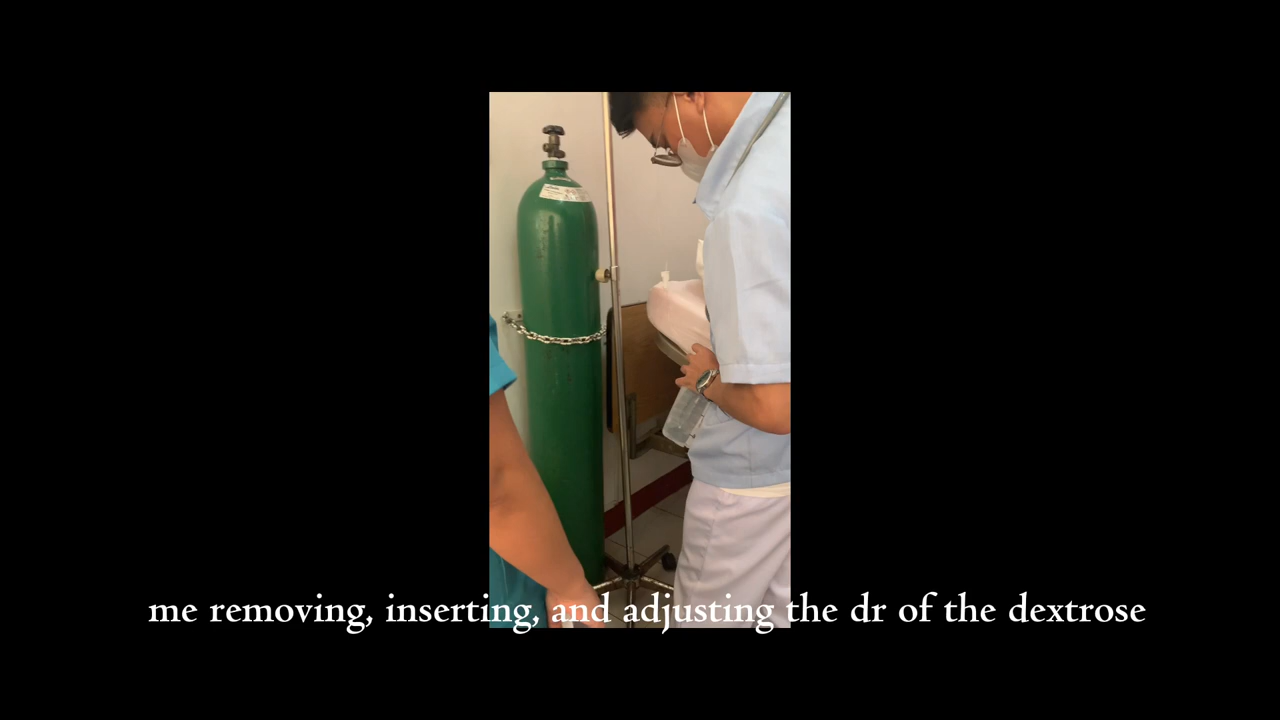 me removing, inserting, and adjusting the dr of the dextrose